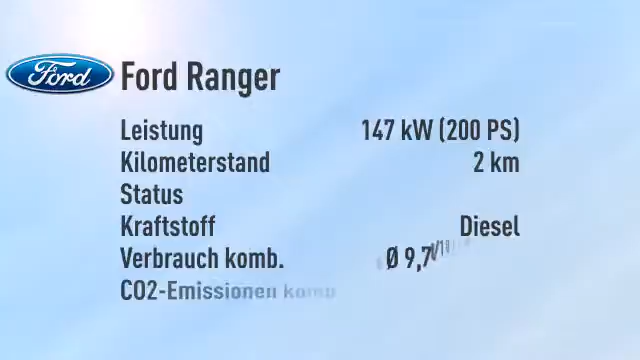 Ford Ford Ranger
Leistung 147 kW (200 PS)
Kilometerstand 2 km
Status
Kraftstoff Diesel
Verbrauch komb. Ø 9,7
CO2-Emissionen komb